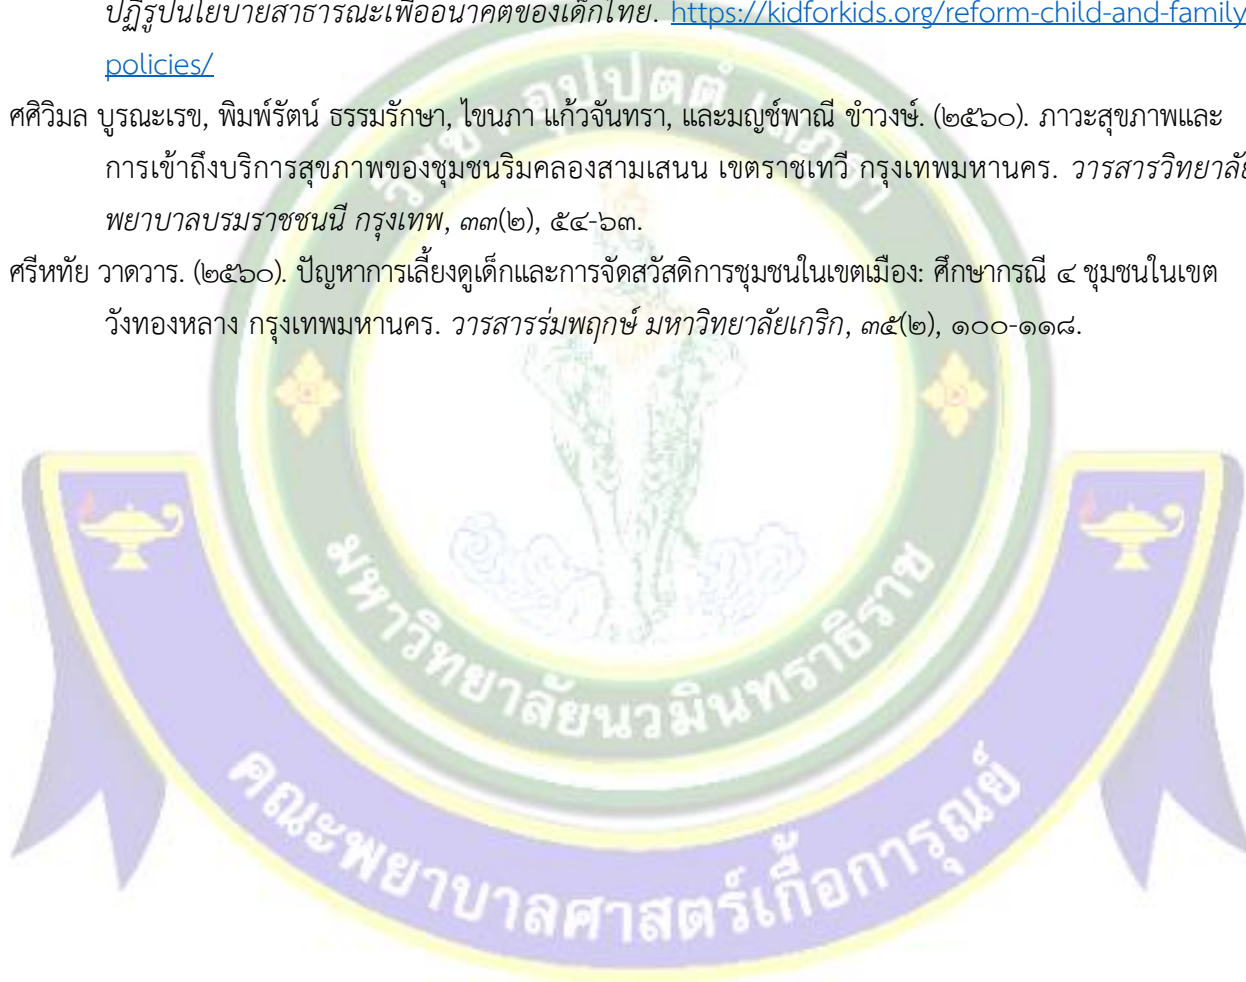 ปฏิรูปนโยบายสาธารณะเพื่ออนาคตของเด็กไทย. https://kidforkids.org/reform-child-and-family
policies/
ศศิวิมล บูรณะเรข, พิมพ์รัตน์ ธรรมรักษา, ไขนภา แก้วจันทรา, และมญช์พาณี ขำวงษ์. (๒๕๖๐). ภาวะสุขภาพและ
การเข้าถึงบริการสุขภาพของชุมชนริมคลองสามเสนน เขตราชเทวี กรุงเทพมหานคร. วารสารวิทยาลัย
พยาบาลบรมราชชนนี กรุงเทพ, ๓๓(๒), ๕๔-๖๓.
ศรีหทัย วาดวาร. (๒๕๖๐). ปัญหาการเลี้ยงดูเด็กและการจัดสวัสดิการชุมชนในเขตเมือง: ศึกษากรณี ๔ ชุมชนในเขต
วังทองหลาง กรุงเทพมหานคร. วารสารร่มพฤกษ์ มหาวิทยาลัยเกริก, ๓๕(๒), ๑๐๐-๑๑๘.
วิชชา อุปปตตํ เสฏฺฐา
มหาวิทยาลัยนวมินทราธิราช
คณะพยาบาลศาสตร์เกื้อการุณย์